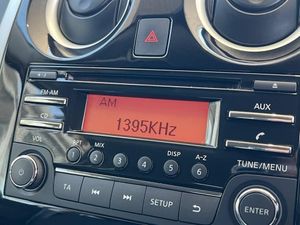 FM·AM
AM
AUX
1395KHz
CD
VOL
RPT
MIX
DISP
A-Z
1
2
3
4
5
6
TUNE/MENU
TA
SETUP
ENTER